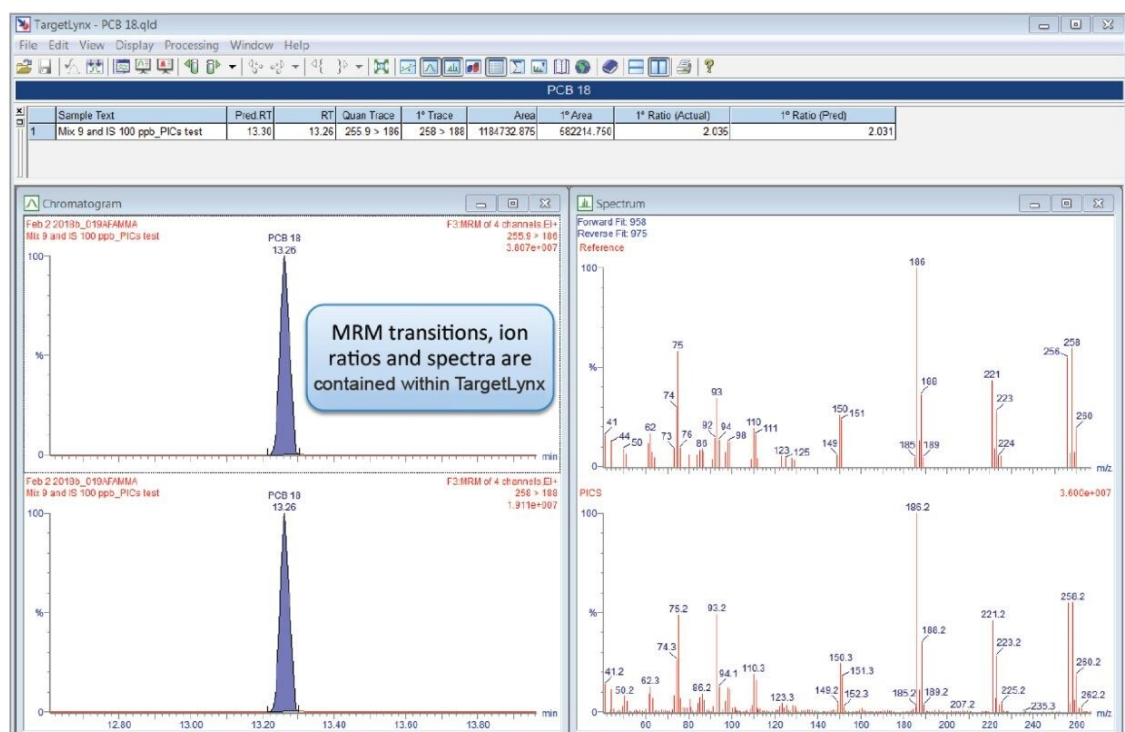 TargetLynx - PCB 18.qld
File Edit View Display Processing Window Help
PCB 18
Sample Text Pred.RT RT Quan Trace 1° Trace Area 1° Area 1° Ratio (Actual) 1° Ratio (Pred)
1 Mix 9 and IS 100 ppb_PICs test 13.30 13.26 255.9 > 186 258 > 188 1184732.875 582214.750 2.035 2.031
Chromatogram
Feb 2 2018b_019AFAMMA
Mix 9 and IS 100 ppb_PICs test
F3:MRM of 4 channels,EI+
255.9 > 186
3.807e+007
PCB 18
13.26
100
%
0
min
MRM transitions, ion
ratios and spectra are
contained within TargetLynx
Feb 2 2018b_019AFAMMA
Mix 9 and IS 100 ppb_PICs test
F3:MRM of 4 channels,EI+
258 > 188
1.911e+007
PCB 18
13.26
100
%
0
min
12.80 13.00 13.20 13.40 13.60 13.80
Spectrum
Forward Fit: 958
Reverse Fit: 975
Reference
100
%
0
186
75
258
256
221
188
93
74
223
150
151
110
111
260
41
44
50
62
73
76
86
92
94
98
123
125
149
185
189
224
m/z
PICS
3.600e+007
100
%
0
186.2
258.2
75.2
93.2
221.2
188.2
74.3
223.2
150.3
151.3
110.3
260.2
94.1
41.2
50.2
62.3
86.2
123.3
149.2
152.3
185.2
189.2
207.2
225.2
235.3
262.2
m/z
60 80 100 120 140 160 180 200 220 240 260